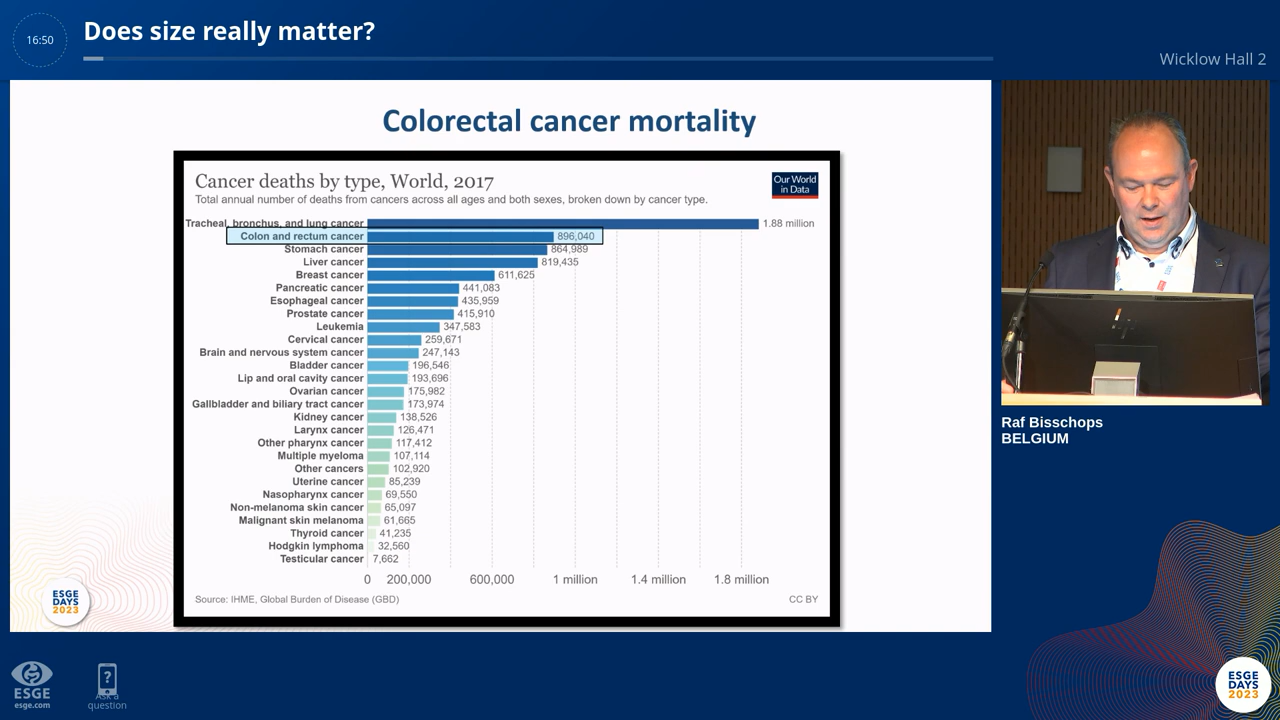 16:50
Does size really matter?
Wicklow Hall 2
Colorectal cancer mortality
Cancer deaths by type, World, 2017
Total annual number of deaths from cancers across all ages and both sexes, broken down by cancer type.
Our World
in Data
Tracheal, bronchus, and lung cancer 1.88 million
Colon and rectum cancer 896,040
Stomach cancer 864,989
Liver cancer 819,435
Breast cancer 611,625
Pancreatic cancer 441,083
Esophageal cancer 435,959
Prostate cancer 415,910
Leukemia 347,583
Cervical cancer 259,671
Brain and nervous system cancer 247,143
Bladder cancer 196,546
Lip and oral cavity cancer 193,696
Ovarian cancer 175,982
Gallbladder and biliary tract cancer 173,974
Kidney cancer 138,526
Larynx cancer 126,471
Other pharynx cancer 117,412
Multiple myeloma 107,114
Other cancers 102,920
Uterine cancer 85,239
Nasopharynx cancer 69,550
Non-melanoma skin cancer 65,097
Malignant skin melanoma 61,665
Thyroid cancer 41,235
Hodgkin lymphoma 32,560
Testicular cancer 7,662
0 200,000 600,000 1 million 1.4 million 1.8 million
Source: IHME, Global Burden of Disease (GBD) CC BY
ESGE
DAYS
2023
Raf Bisschops
BELGIUM
ESGE
esge.com
?
Ask a
question
ESGE
DAYS
2023